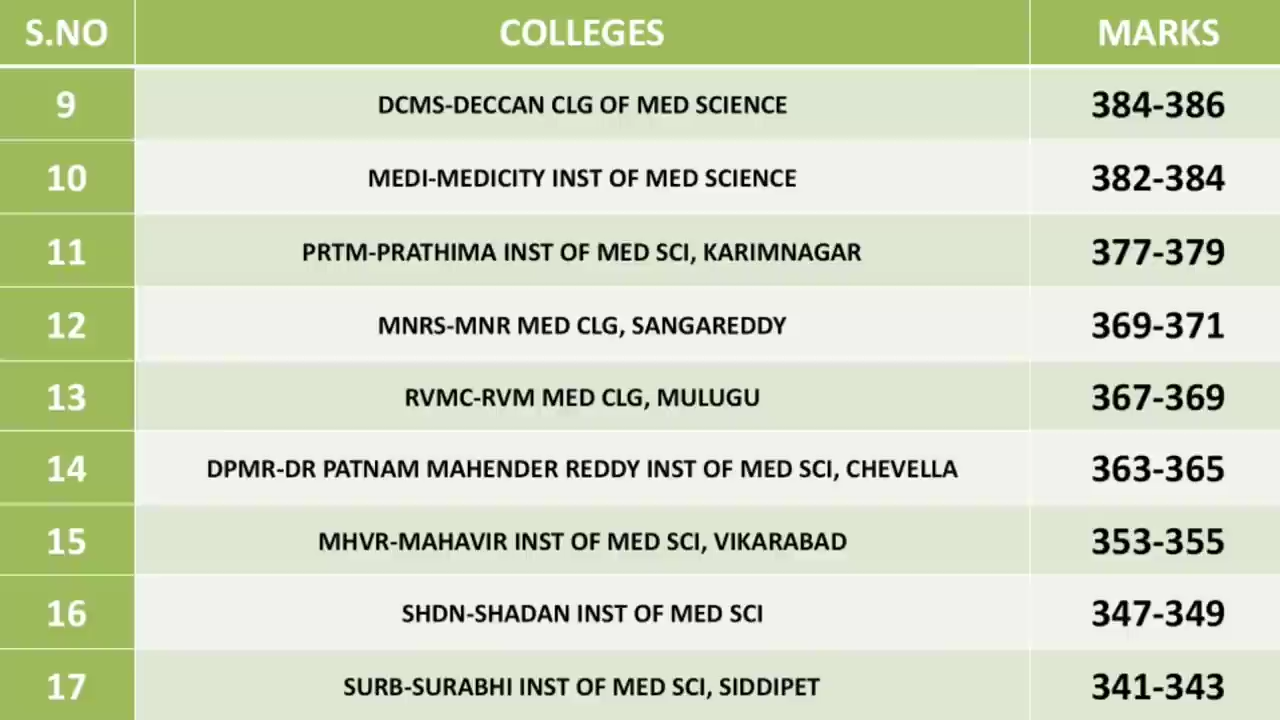 S.NO COLLEGES MARKS
9 DCMS-DECCAN CLG OF MED SCIENCE 384-386
10 MEDI-MEDICITY INST OF MED SCIENCE 382-384
11 PRTM-PRATHIMA INST OF MED SCI, KARIMNAGAR 377-379
12 MNRS-MNR MED CLG, SANGAREDDY 369-371
13 RVMC-RVM MED CLG, MULUGU 367-369
14 DPMR-DR PATNAM MAHENDER REDDY INST OF MED SCI, CHEVELLA 363-365
15 MHVR-MAHAVIR INST OF MED SCI, VIKARABAD 353-355
16 SHDN-SHADAN INST OF MED SCI 347-349
17 SURB-SURABHI INST OF MED SCI, SIDDIPET 341-343